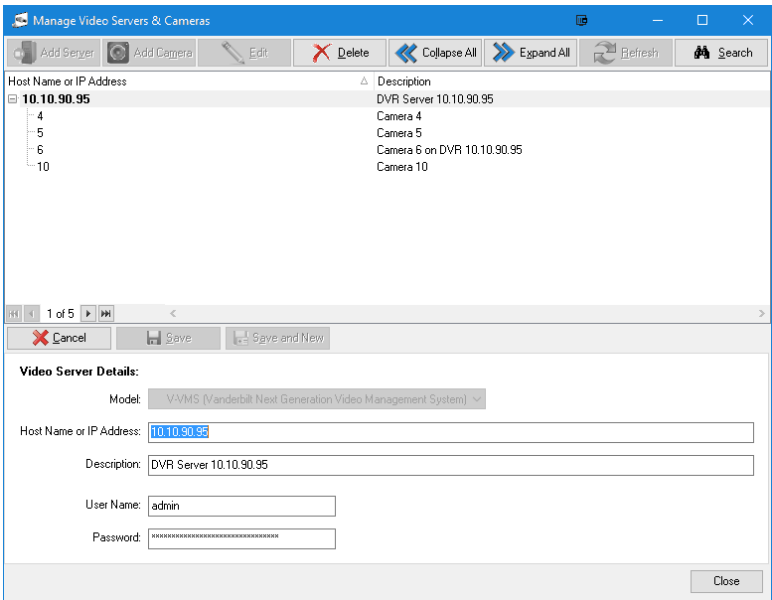 Manage Video Servers & Cameras
Add Server Add Camera Edit Delete Collapse All Expand All Refresh Search
Host Name or IP Address Description
10.10.90.95 DVR Server 10.10.90.95
4 Camera 4
5 Camera 5
6 Camera 6 on DVR 10.10.90.95
10 Camera 10
1 of 5
Cancel Save Save and New
Video Server Details:
Model: V-VMS (Vanderbilt Next Generation Video Management System)
Host Name or IP Address: 10.10.90.95
Description: DVR Server 10.10.90.95
User Name: admin
Password: ********************************
Close